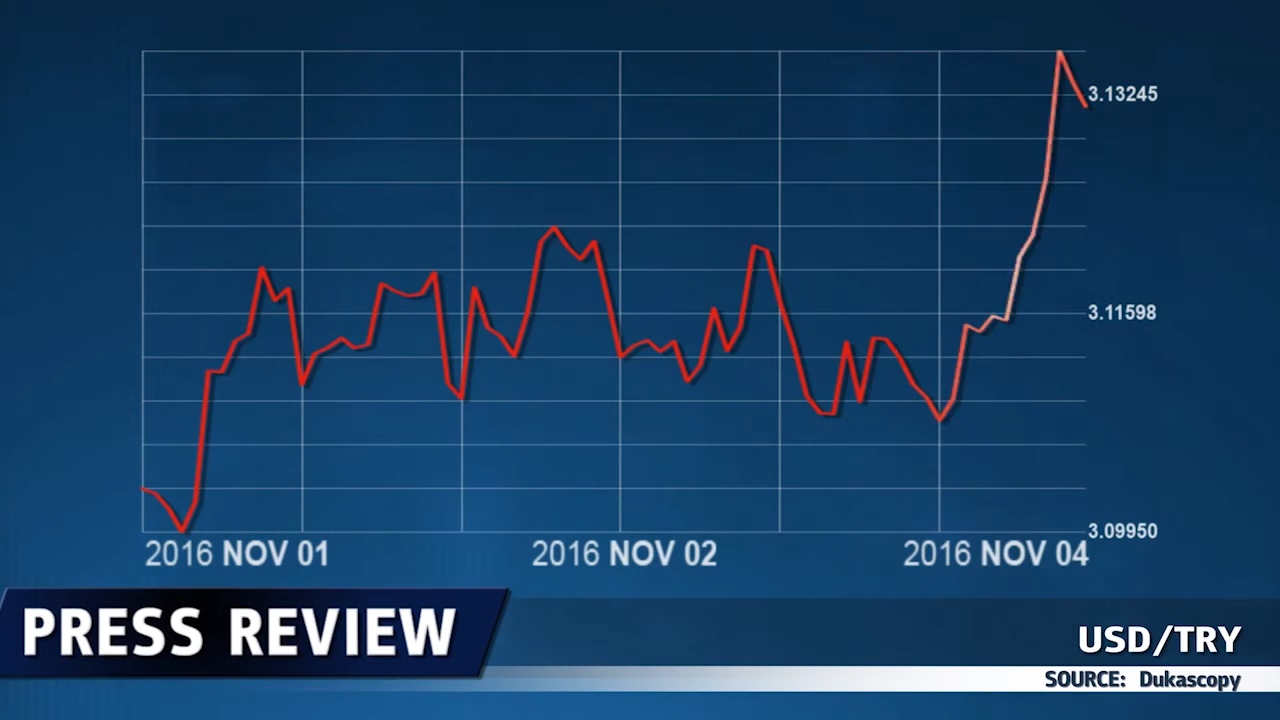 3.13245
3.11598
3.09950
2016 NOV 01
2016 NOV 02
2016 NOV 04
PRESS REVIEW
USD/TRY
SOURCE: Dukascopy